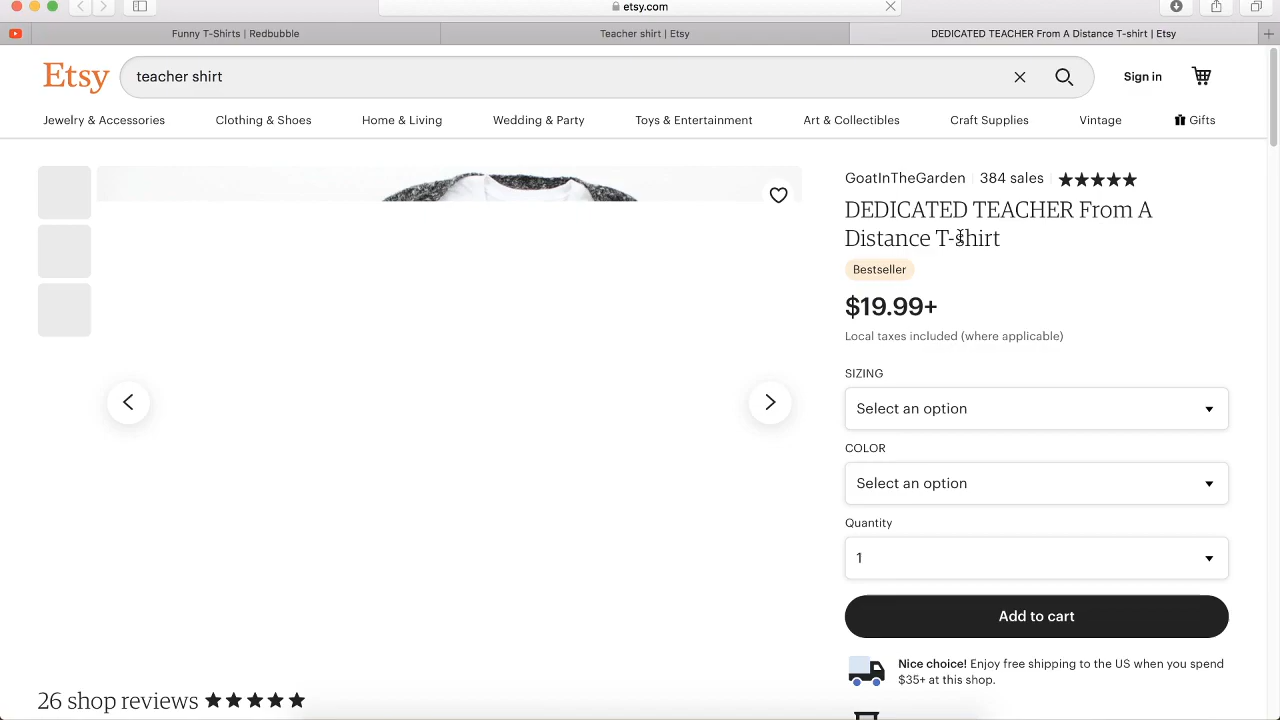 etsy.com
Funny T-Shirts | Redbubble
Teacher shirt | Etsy
DEDICATED TEACHER From A Distance T-shirt | Etsy
Etsy
teacher shirt
Sign in
Jewelry & Accessories
Clothing & Shoes
Home & Living
Wedding & Party
Toys & Entertainment
Art & Collectibles
Craft Supplies
Vintage
Gifts
GoatInTheGarden
384 sales
DEDICATED TEACHER From A
Distance T-shirt
Bestseller
$19.99+
Local taxes included (where applicable)
SIZING
Select an option
COLOR
Select an option
Quantity
1
Add to cart
Nice choice! Enjoy free shipping to the US when you spend
$35+ at this shop.
26 shop reviews